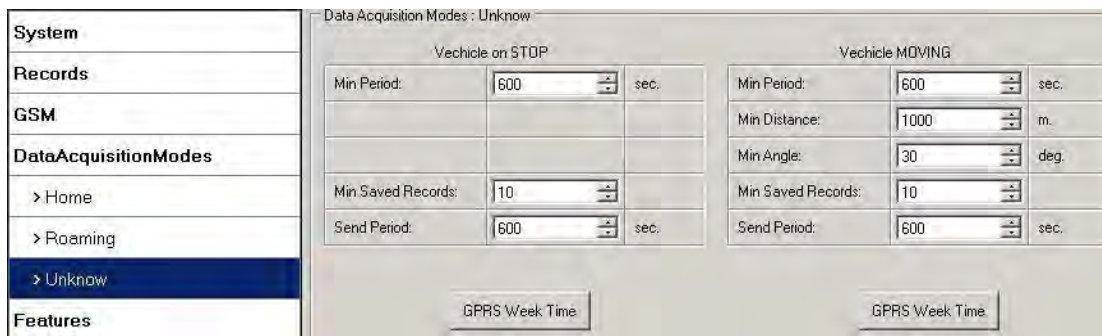 System
Records
GSM
DataAcquisitionModes
> Home
> Roaming
> Unknow
Features
Data Acquisition Modes : Unknow
Vechicle on STOP
Min Period: 600 sec.
Min Saved Records: 10
Send Period: 600 sec.
GPRS Week Time
Vechicle MOVING
Min Period: 600 sec.
Min Distance: 1000 m.
Min Angle: 30 deg.
Min Saved Records: 10
Send Period: 600 sec.
GPRS Week Time